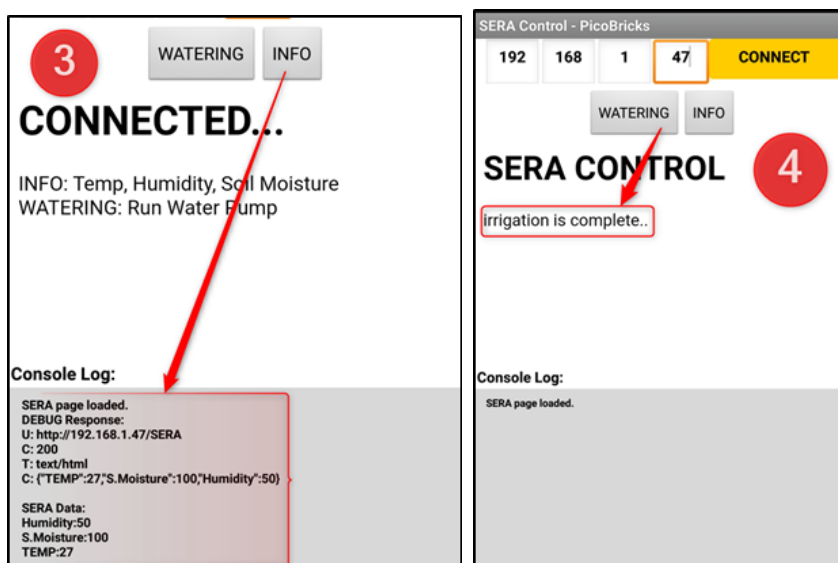 3
WATERING INFO
CONNECTED...
INFO: Temp, Humidity, Soil Moisture
WATERING: Run Water Pump
Console Log:
SERA page loaded.
DEBUG Response:
U: http://192.168.1.47/SERA
C: 200
T: text/html
C: {"TEMP":27,"S.Moisture":100,"Humidity":50}
SERA Data:
Humidity:50
S.Moisture:100
TEMP:27
SERA Control - PicoBricks
192 168 1 47 CONNECT
WATERING INFO
SERA CONTROL
4
irrigation is complete..
Console Log:
SERA page loaded.